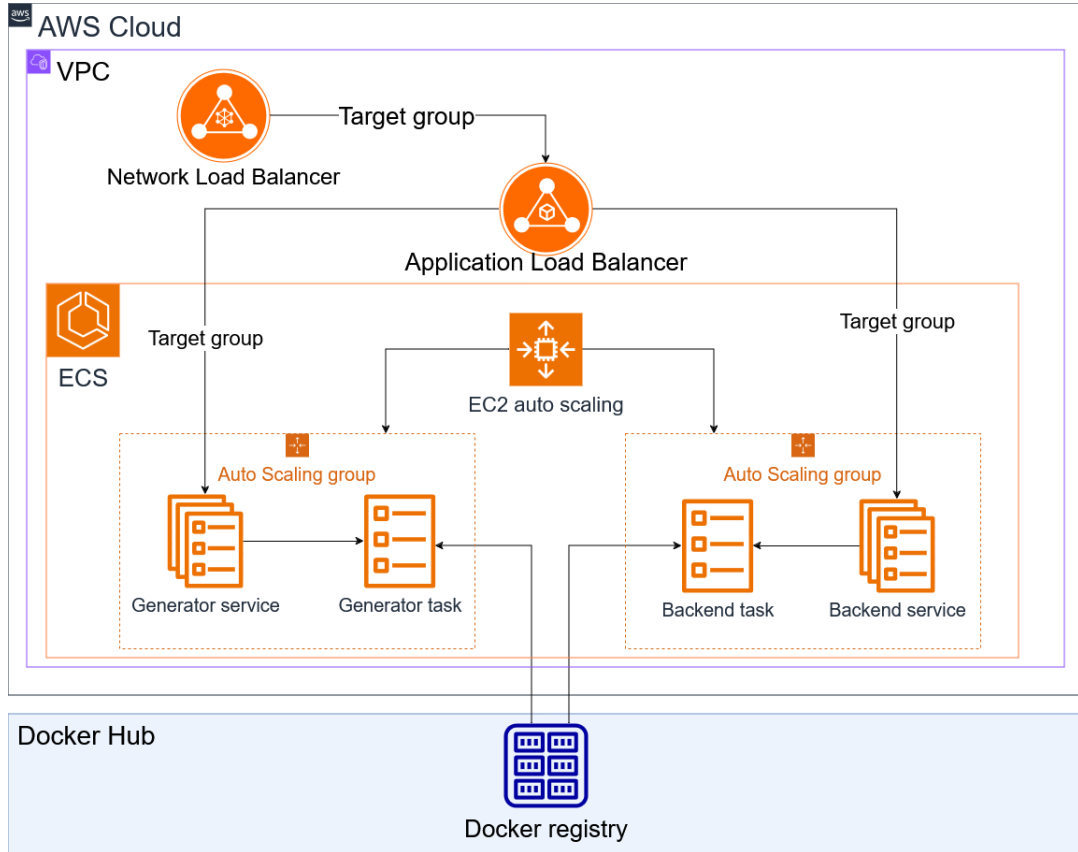 aws
AWS Cloud
VPC
Target group
Network Load Balancer
Application Load Balancer
Target group
Target group
ECS
EC2 auto scaling
Auto Scaling group
Auto Scaling group
Generator service
Generator task
Backend task
Backend service
Docker Hub
Docker registry